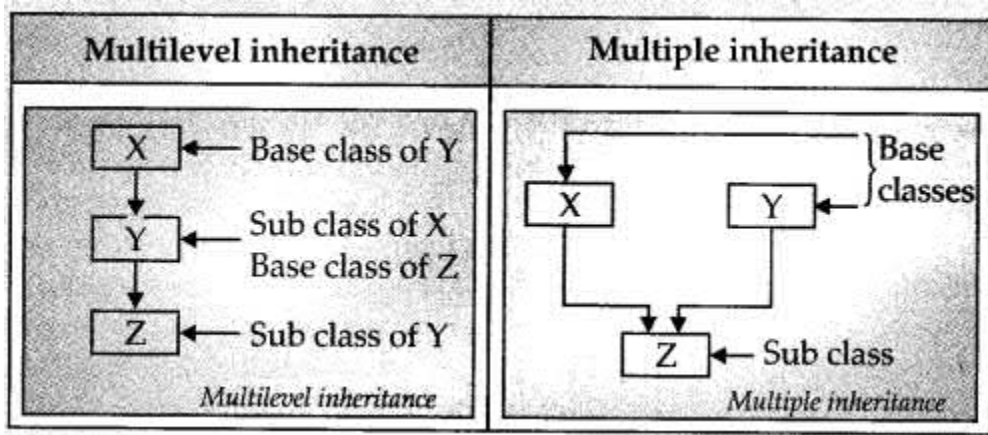 Multilevel inheritance
Multiple inheritance
X
Base class of Y
Y
Sub class of X
Base class of Z
Z
Sub class of Y
Multilevel inheritance
Base
classes
X
Y
Z
Sub class
Multiple inheritance